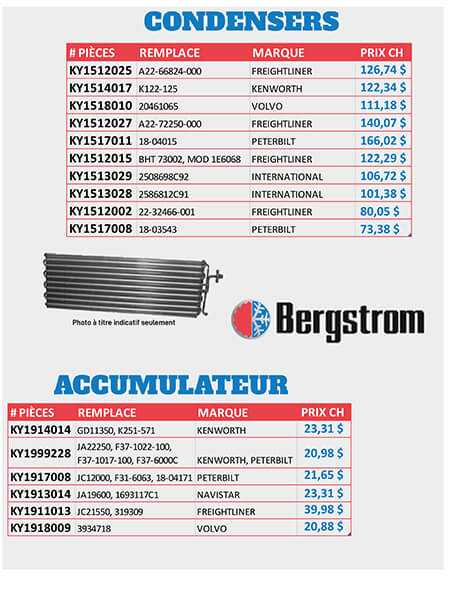 CONDENSERS
# PIÈCES REMPLACE MARQUE PRIX CH
KY1512025 A22-66824-000 FREIGHTLINER 126,74 $
KY1514017 K122-125 KENWORTH 122,34 $
KY1518010 20461065 VOLVO 111,18 $
KY1512027 A22-72250-000 FREIGHTLINER 140,07 $
KY1517011 18-04015 PETERBILT 166,02 $
KY1512015 BHT 73002, MOD 1E6068 FREIGHTLINER 122,29 $
KY1513029 2508698C92 INTERNATIONAL 106,72 $
KY1513028 2586812C91 INTERNATIONAL 101,38 $
KY1512002 22-32466-001 FREIGHTLINER 80,05 $
KY1517008 18-03543 PETERBILT 73,38 $
Photo à titre indicatif seulement
Bergstrom
ACCUMULATEUR
# PIÈCES REMPLACE MARQUE PRIX CH
KY1914014 GD11350, K251-571 KENWORTH 23,31 $
KY1999228 JA22250, F37-1022-100,
F37-1017-100, F37-6000C KENWORTH, PETERBILT 20,98 $
KY1917008 JC12000, F31-6063, 18-04171 PETERBILT 21,65 $
KY1913014 JA19600, 1693117C1 NAVISTAR 23,31 $
KY1911013 JC21550, 319309 FREIGHTLINER 39,98 $
KY1918009 3934718 VOLVO 20,88 $